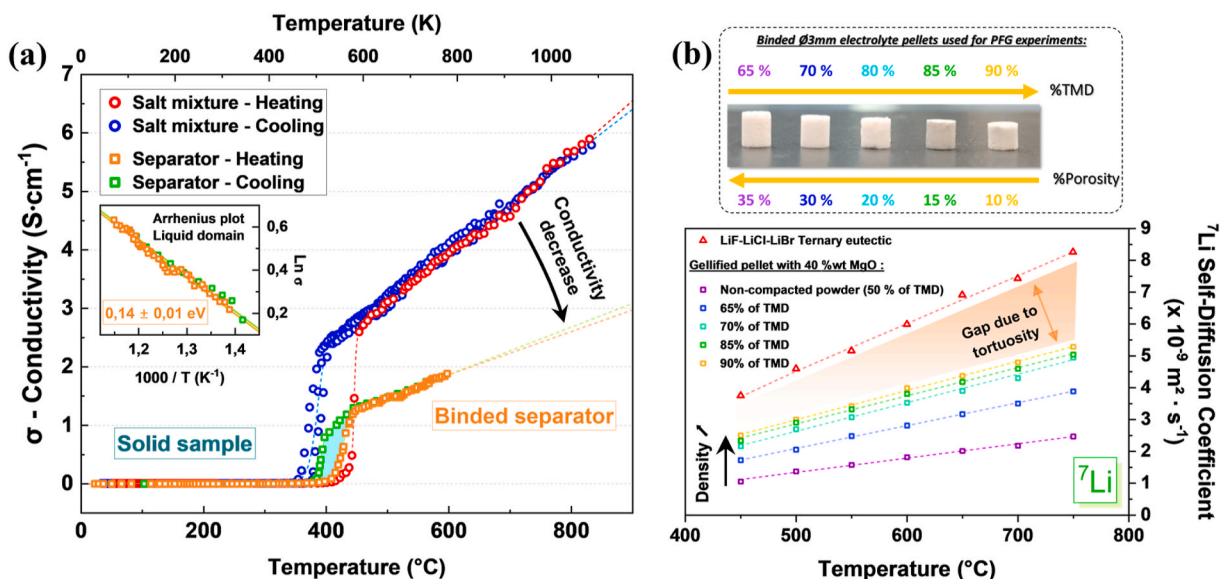 (a)
Temperature (K)
0 200 400 600 800 1000
7
6
5
4
3
2
1
0
σ - Conductivity (S·cm⁻¹)
Salt mixture - Heating
Salt mixture - Cooling
Separator - Heating
Separator - Cooling
Arrhenius plot
Liquid domain
0,14 ± 0,01 eV
0,6
0,4
0,2
Ln σ
1,2 1,3 1,4
1000 / T (K⁻¹)
Conductivity
decrease
Solid sample
Binded separator
0 200 400 600 800
Temperature (°C)
(b)
Binded Ø3mm electrolyte pellets used for PFG experiments:
65 % 70 % 80 % 85 % 90 %
%TMD
%Porosity
35 % 30 % 20 % 15 % 10 %
LiF-LiCl-LiBr Ternary eutectic
Gellified pellet with 40 %wt MgO :
Non-compacted powder (50 % of TMD)
65% of TMD
70% of TMD
85% of TMD
90% of TMD
Gap due to
tortuosity
Density ↗
⁷Li
9
8
7
6
5
4
3
2
1
0
⁷Li Self-Diffusion Coefficient
(x 10⁻⁹ m² · s⁻¹)
400 500 600 700 800
Temperature (°C)